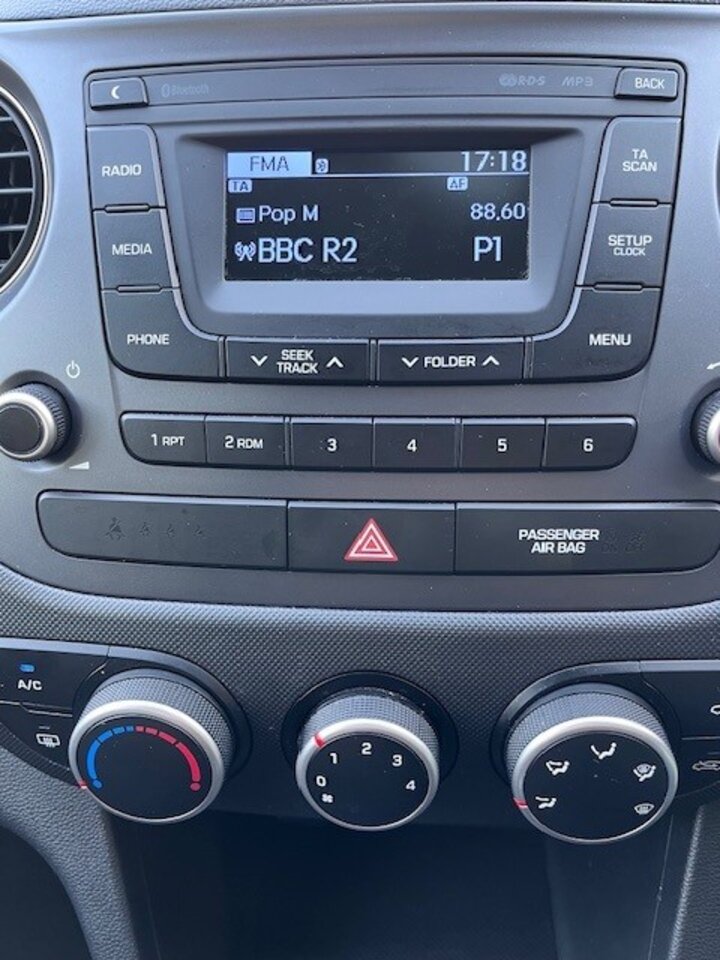 Bluetooth
R·D·S MP3
BACK
RADIO
MEDIA
PHONE
FMA 17:18
TA AF
Pop M 88.60
BBC R2 P1
TA
SCAN
SETUP
CLOCK
MENU
SEEK
TRACK
FOLDER
1 RPT 2 RDM 3 4 5 6
PASSENGER
AIR BAG
A/C
0 1 2 3 4